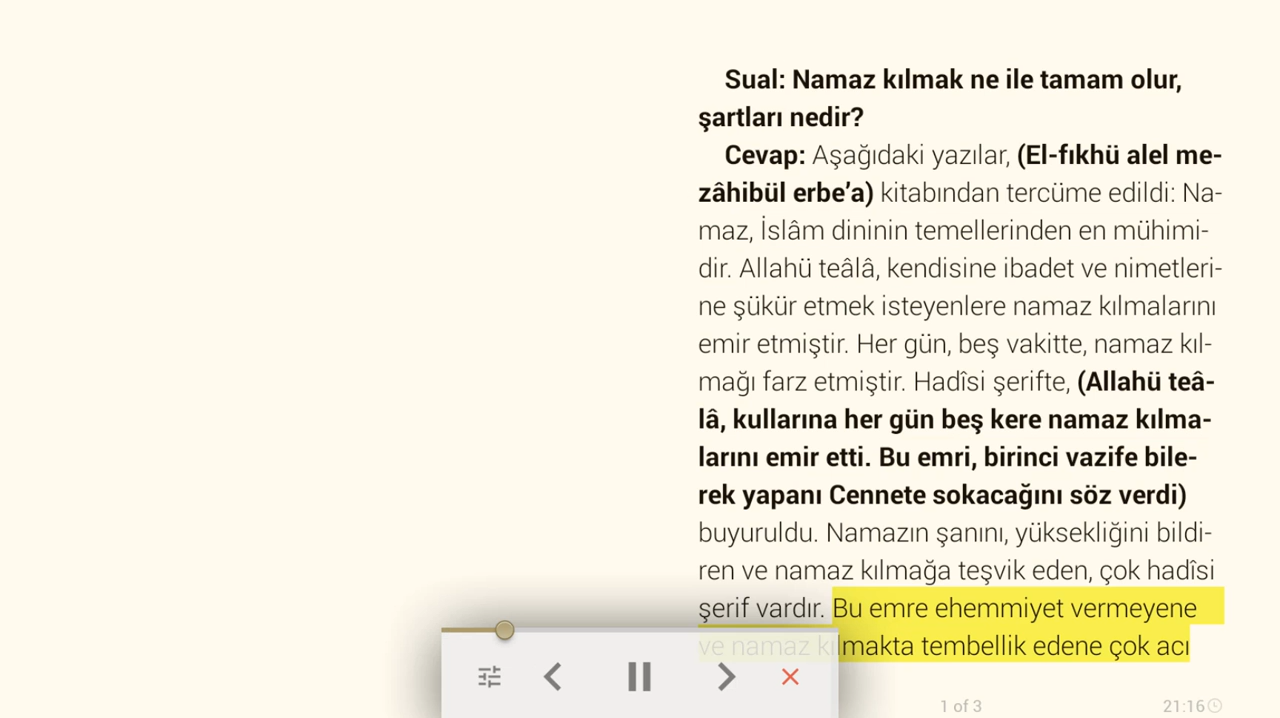 Sual: Namaz kılmak ne ile tamam olur,
şartları nedir?
Cevap: Aşağıdaki yazılar, (El-fıkhü alel me-
zâhibül erbe’a) kitabından tercüme edildi: Na-
maz, İslâm dininin temellerinden en mühimi-
dir. Allahü teâlâ, kendisine ibadet ve nimetleri-
ne şükür etmek isteyenlere namaz kılmalarını
emir etmiştir. Her gün, beş vakitte, namaz kıl-
mağı farz etmiştir. Hadîsi şerifte, (Allahü teâ-
lâ, kullarına her gün beş kere namaz kılma-
larını emir etti. Bu emri, birinci vazife bile-
rek yapanı Cennete sokacağını söz verdi)
buyuruldu. Namazın şanını, yüksekliğini bildi-
ren ve namaz kılmağa teşvik eden, çok hadîsi
şerif vardır. Bu emre ehemmiyet vermeyene
ve namaz kılmakta tembellik edene çok acı
1 of 3
21:16